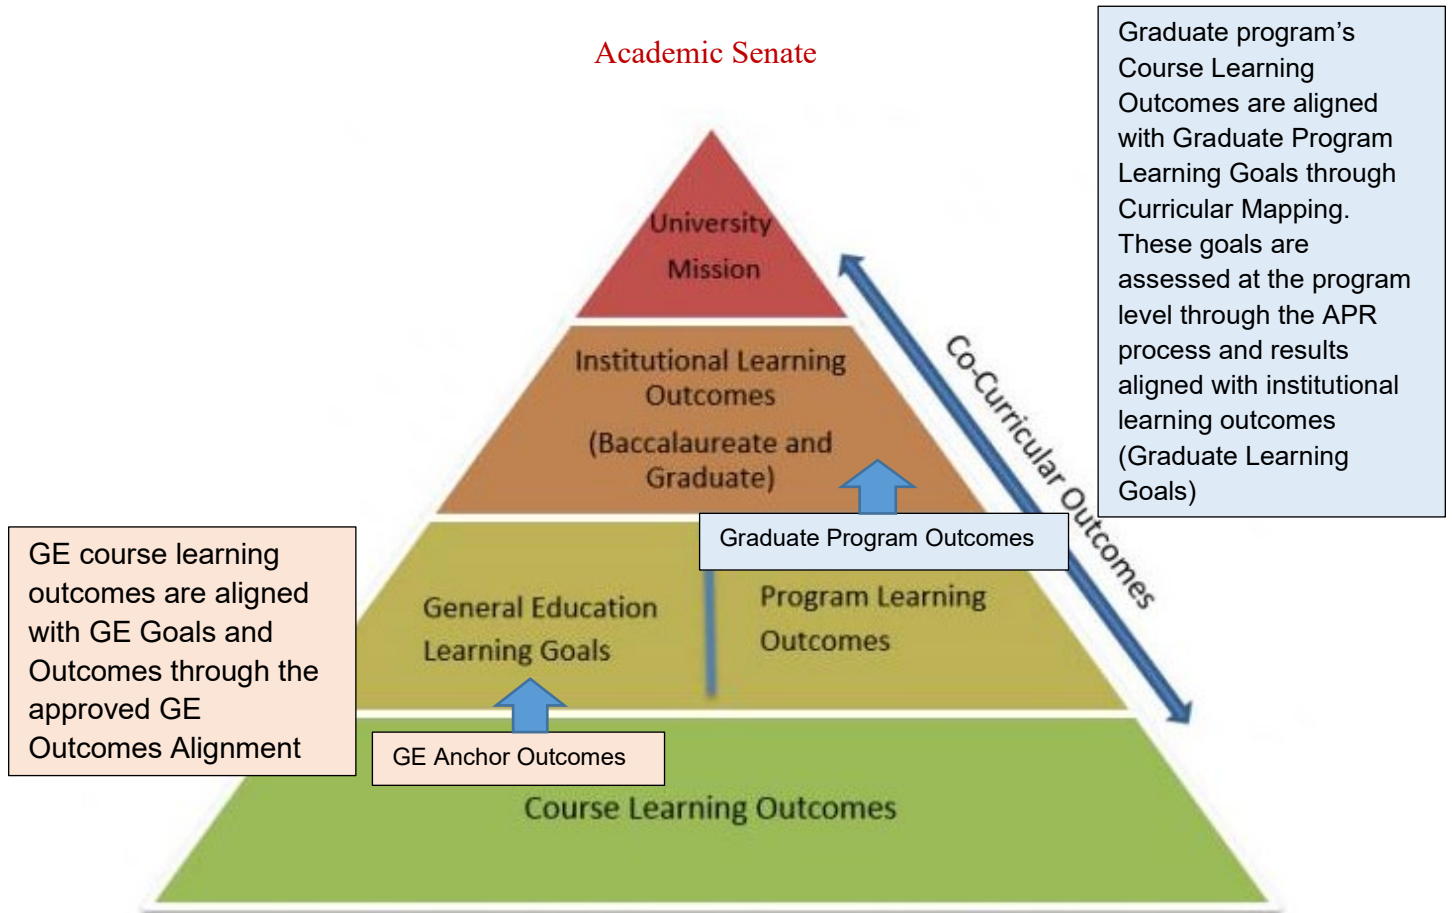 Academic Senate
Graduate program’s
Course Learning
Outcomes are aligned
with Graduate Program
Learning Goals through
Curricular Mapping.
These goals are
assessed at the program
level through the APR
process and results
aligned with institutional
learning outcomes
(Graduate Learning
Goals)
University
Mission
Institutional Learning
Outcomes
(Baccalaureate and
Graduate)
Co-Curricular Outcomes
Graduate Program Outcomes
GE course learning
outcomes are aligned
with GE Goals and
Outcomes through the
approved GE
Outcomes Alignment
General Education
Learning Goals
Program Learning
Outcomes
GE Anchor Outcomes
Course Learning Outcomes